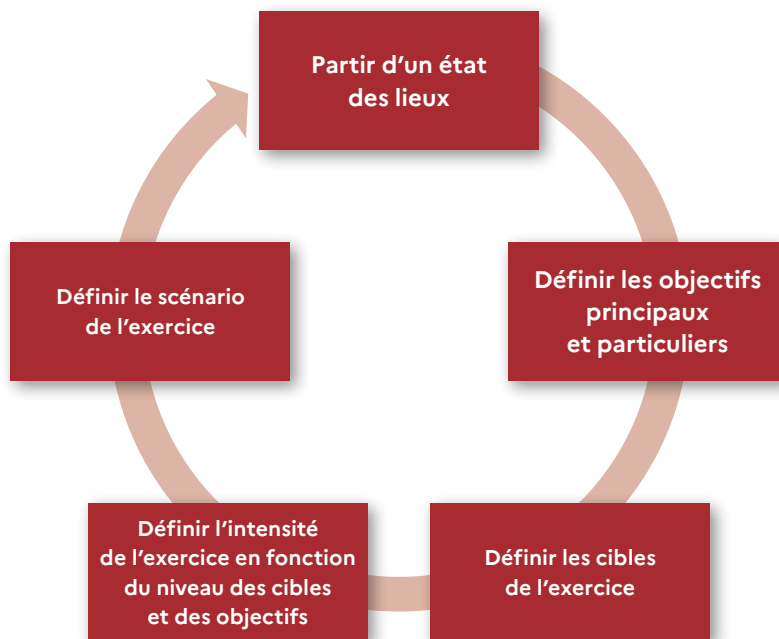 Partir d’un état
des lieux
Définir les objectifs
principaux
et particuliers
Définir les cibles
de l’exercice
Définir l’intensité
de l’exercice en fonction
du niveau des cibles
et des objectifs
Définir le scénario
de l’exercice